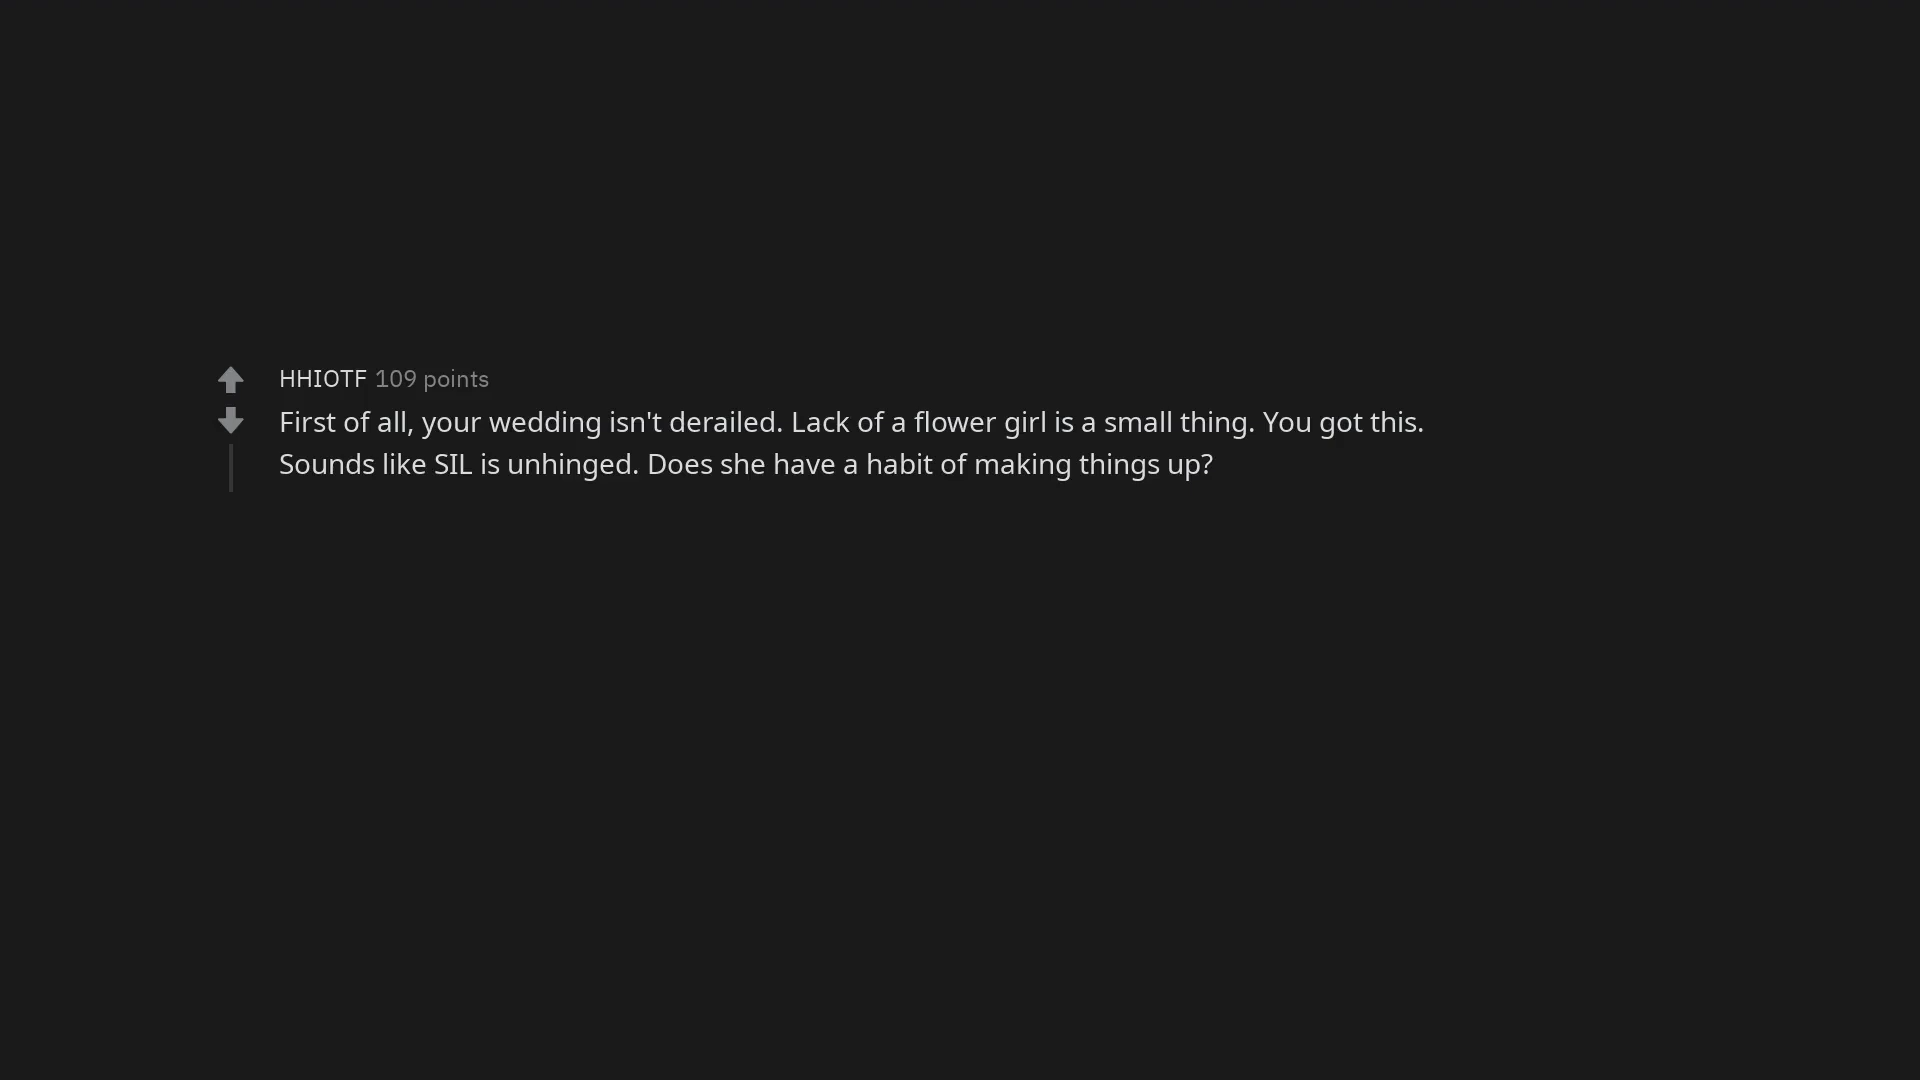 HHIOTF 109 points
First of all, your wedding isn't derailed. Lack of a flower girl is a small thing. You got this.
Sounds like SIL is unhinged. Does she have a habit of making things up?